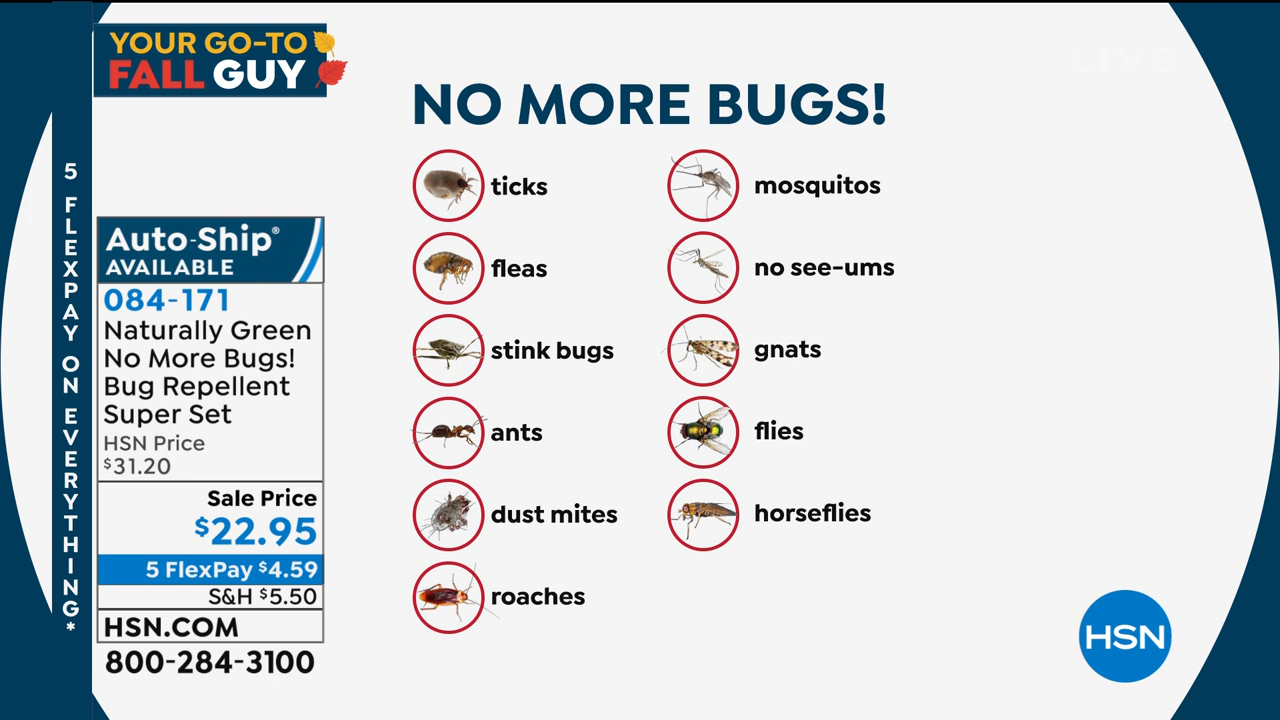 YOUR GO-TO
FALL GUY
LIVE
NO MORE BUGS!
5 FLEXPAY ON EVERYTHING*
Auto-Ship®
AVAILABLE
084-171
Naturally Green
No More Bugs!
Bug Repellent
Super Set
HSN Price
$31.20
Sale Price
$22.95
5 FlexPay $4.59
S&H $5.50
HSN.COM
800-284-3100
ticks
fleas
stink bugs
ants
dust mites
roaches
mosquitos
no see-ums
gnats
flies
horseflies
HSN